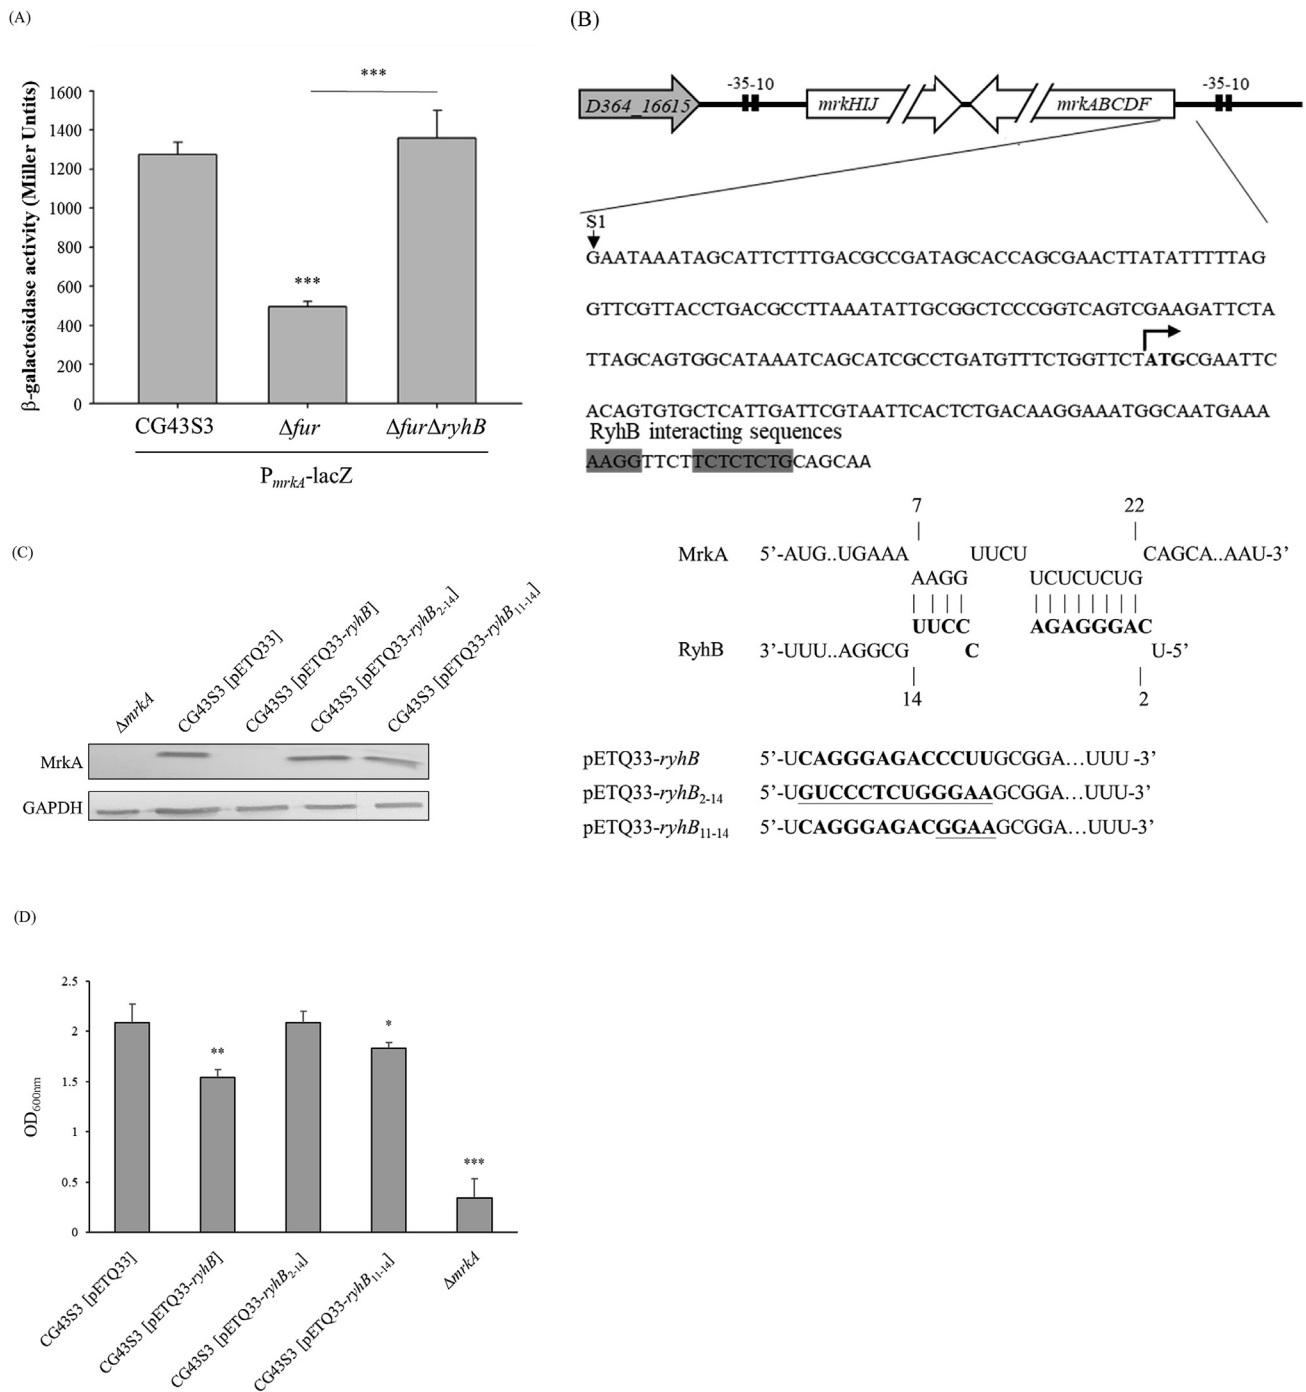 (A)
***
***
β-galactosidase activity (Miller Untits)
1600
1400
1200
1000
800
600
400
200
0
CG43S3
Δfur
ΔfurΔryhB
PmrkA-lacZ
(B)
-35-10
-35-10
D364_16615
mrkHIJ
mrkABCDF
S1
GAATAAATAGCATTCTTTGACGCCGATAGCACCAGCGAACTTATATTTTTAG
GTTCGTTACCTGACGCCTTAAATATTGCGGCTCCCGGTCAGTCGAAGATTCTA
TTAGCAGTGGCATAAATCAGCATCGCCTGATGTTTCTGGTTCTATGCGAATTC
ACAGTGTGCTCATTGATTCGTAATTCACTCTGACAAGGAAATGGCAATGAAA
RyhB interacting sequences
AAGGTTCTTCTCTCTGCAGCAA
7 22
MrkA 5’-AUG..UGAAA UUCU CAGCA..AAU-3’
AAGG UCUCUCUG
UUCC AGAGGGAC
RyhB 3’-UUU..AGGCG C U-5’
14 2
pETQ33-ryhB 5’-UCAGGGAGACCCUUGCGGA…UUU -3’
pETQ33-ryhB2-14 5’-UGUCCCTCUGGGAAGCGGA…UUU-3’
pETQ33-ryhB11-14 5’-UCAGGGAGACGGAAGCGGA…UUU-3’
(C)
ΔmrkA
CG43S3 [pETQ33]
CG43S3 [pETQ33-ryhB]
CG43S3 [pETQ33-ryhB2-14]
CG43S3 [pETQ33-ryhB11-14]
MrkA
GAPDH
(D)
OD600nm
2.5
2
1.5
1
0.5
0
**
*
***
CG43S3 [pETQ33]
CG43S3 [pETQ33-ryhB]
CG43S3 [pETQ33-ryhB2-14]
CG43S3 [pETQ33-ryhB11-14]
ΔmrkA